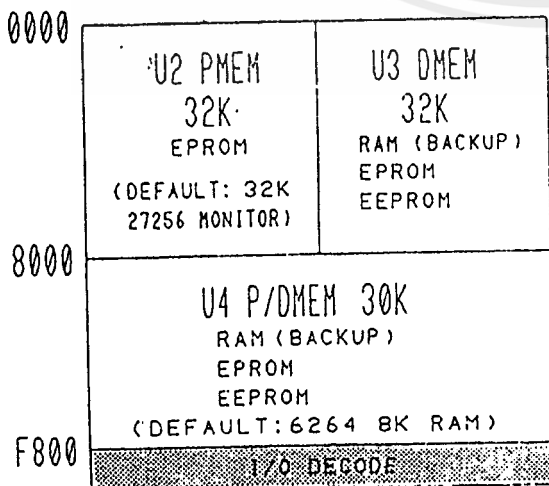 0000
U2 PMEM
32K
EPROM
(DEFAULT: 32K
27256 MONITOR)
U3 DMEM
32K
RAM (BACKUP)
EPROM
EEPROM
8000
U4 P/DMEM 30K
RAM (BACKUP)
EPROM
EEPROM
(DEFAULT:6264 8K RAM)
F800
I/O DECODE